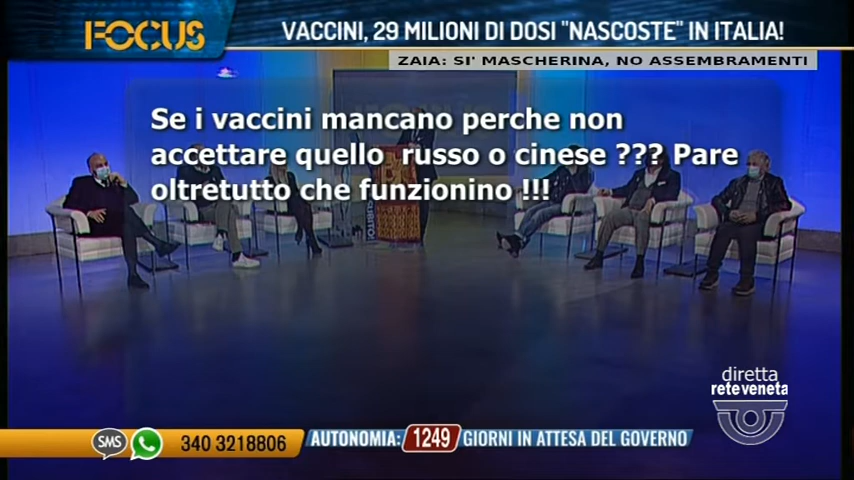 FOCUS
VACCINI, 29 MILIONI DI DOSI "NASCOSTE" IN ITALIA!
ZAIA: SI' MASCHERINA, NO ASSEMBRAMENTI
Se i vaccini mancano perche non
accettare quello russo o cinese ??? Pare
oltretutto che funzionino !!!
diretta
reteveneta
SMS 340 3218806
AUTONOMIA: 1249 GIORNI IN ATTESA DEL GOVERNO